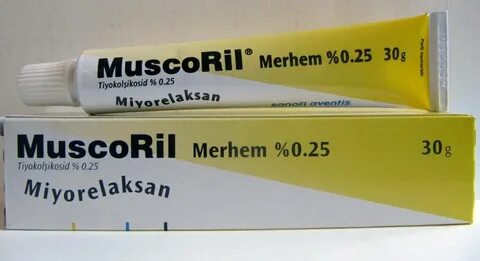 MuscoRil® Merhem %0.25 30g
Tiyokolşikosid % 0.25
Miyorelaksan
sanofi aventis
MuscoRil Merhem %0.25 30g
Tiyokolşikosid % 0.25
Miyorelaksan